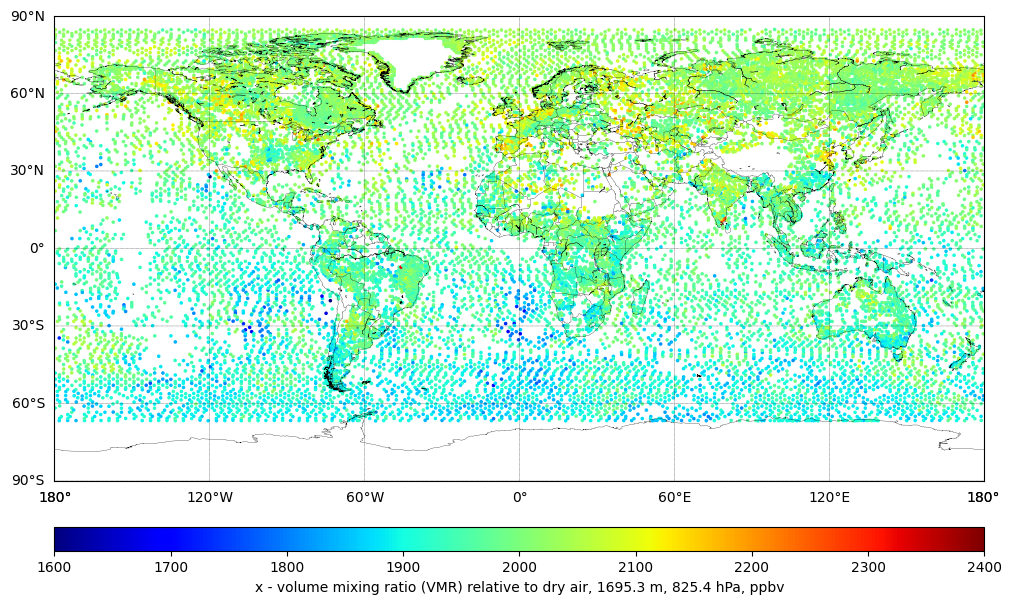 90°N
60°N
30°N
0°
30°S
60°S
90°S
180° 120°W 60°W 0° 60°E 120°E 180°
1600 1700 1800 1900 2000 2100 2200 2300 2400
x - volume mixing ratio (VMR) relative to dry air, 1695.3 m, 825.4 hPa, ppbv